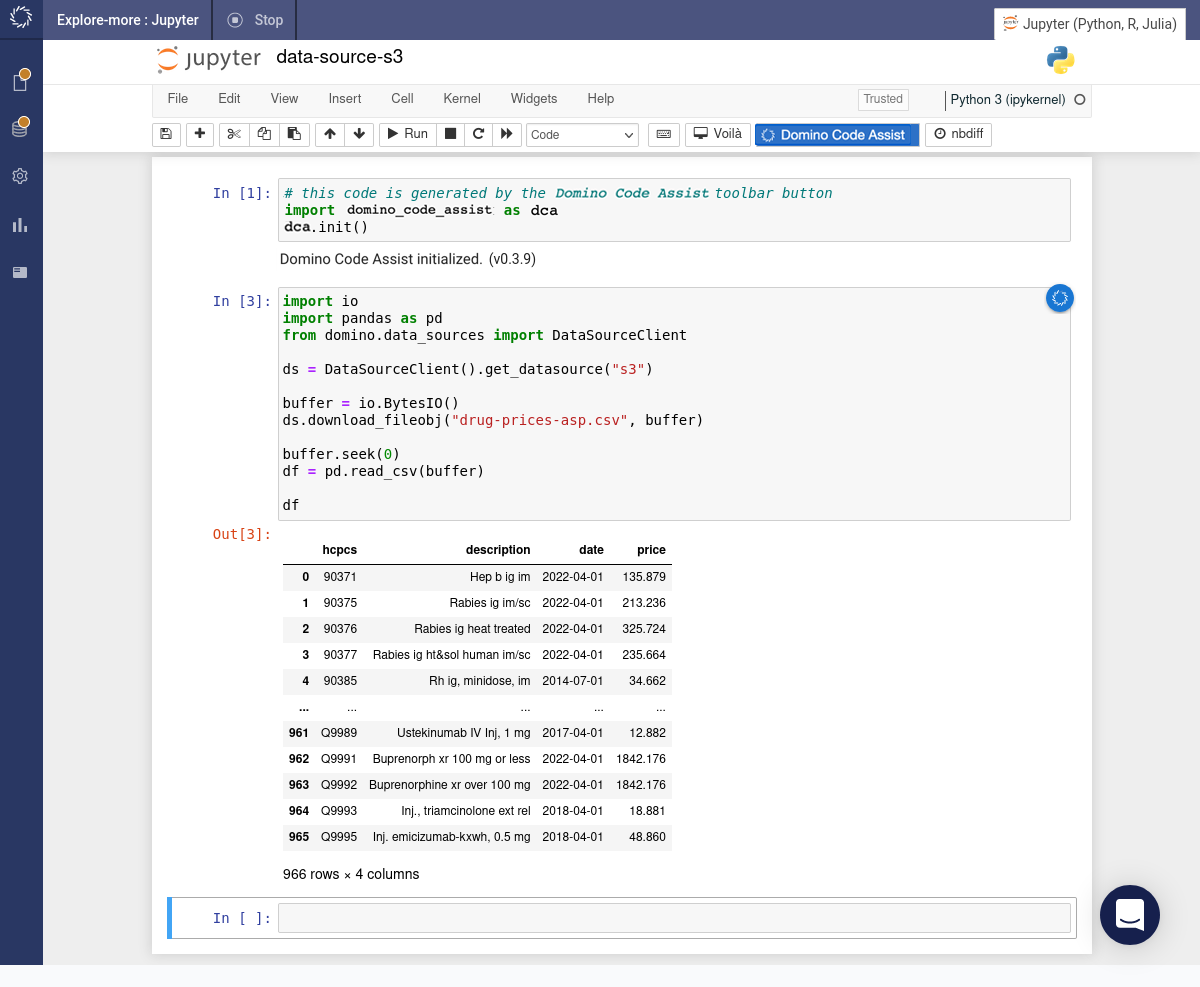 Explore-more : Jupyter Stop
Jupyter (Python, R, Julia)
jupyter data-source-s3
File Edit View Insert Cell Kernel Widgets Help Trusted Python 3 (ipykernel)
Run Code Voilà Domino Code Assist nbdiff
In [1]: # this code is generated by the Domino Code Assist toolbar button
import domino_code_assist as dca
dca.init()
Domino Code Assist initialized. (v0.3.9)
In [3]: import io
import pandas as pd
from domino.data_sources import DataSourceClient
ds = DataSourceClient().get_datasource("s3")
buffer = io.BytesIO()
ds.download_fileobj("drug-prices-asp.csv", buffer)
buffer.seek(0)
df = pd.read_csv(buffer)
df
Out[3]:
hcpcs description date price
0 90371 Hep b ig im 2022-04-01 135.879
1 90375 Rabies ig im/sc 2022-04-01 213.236
2 90376 Rabies ig heat treated 2022-04-01 325.724
3 90377 Rabies ig ht&sol human im/sc 2022-04-01 235.664
4 90385 Rh ig, minidose, im 2014-07-01 34.662
... ... ... ... ...
961 Q9989 Ustekinumab IV Inj, 1 mg 2017-04-01 12.882
962 Q9991 Buprenorph xr 100 mg or less 2022-04-01 1842.176
963 Q9992 Buprenorphine xr over 100 mg 2022-04-01 1842.176
964 Q9993 Inj., triamcinolone ext rel 2018-04-01 18.881
965 Q9995 Inj. emicizumab-kxwh, 0.5 mg 2018-04-01 48.860
966 rows × 4 columns
In [ ]: